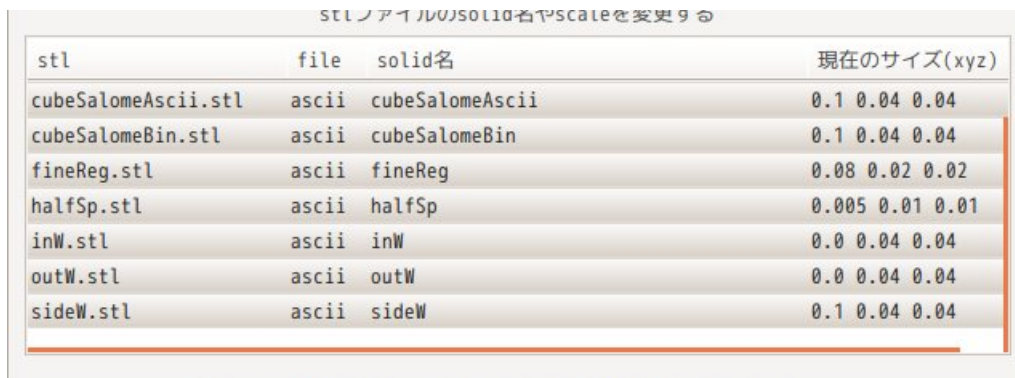 stlファイルのsolid名やscaleを変更する
stl file solid名 現在のサイズ(xyz)
cubeSalomeAscii.stl ascii cubeSalomeAscii 0.1 0.04 0.04
cubeSalomeBin.stl ascii cubeSalomeBin 0.1 0.04 0.04
fineReg.stl ascii fineReg 0.08 0.02 0.02
halfSp.stl ascii halfSp 0.005 0.01 0.01
inW.stl ascii inW 0.0 0.04 0.04
outW.stl ascii outW 0.0 0.04 0.04
sideW.stl ascii sideW 0.1 0.04 0.04